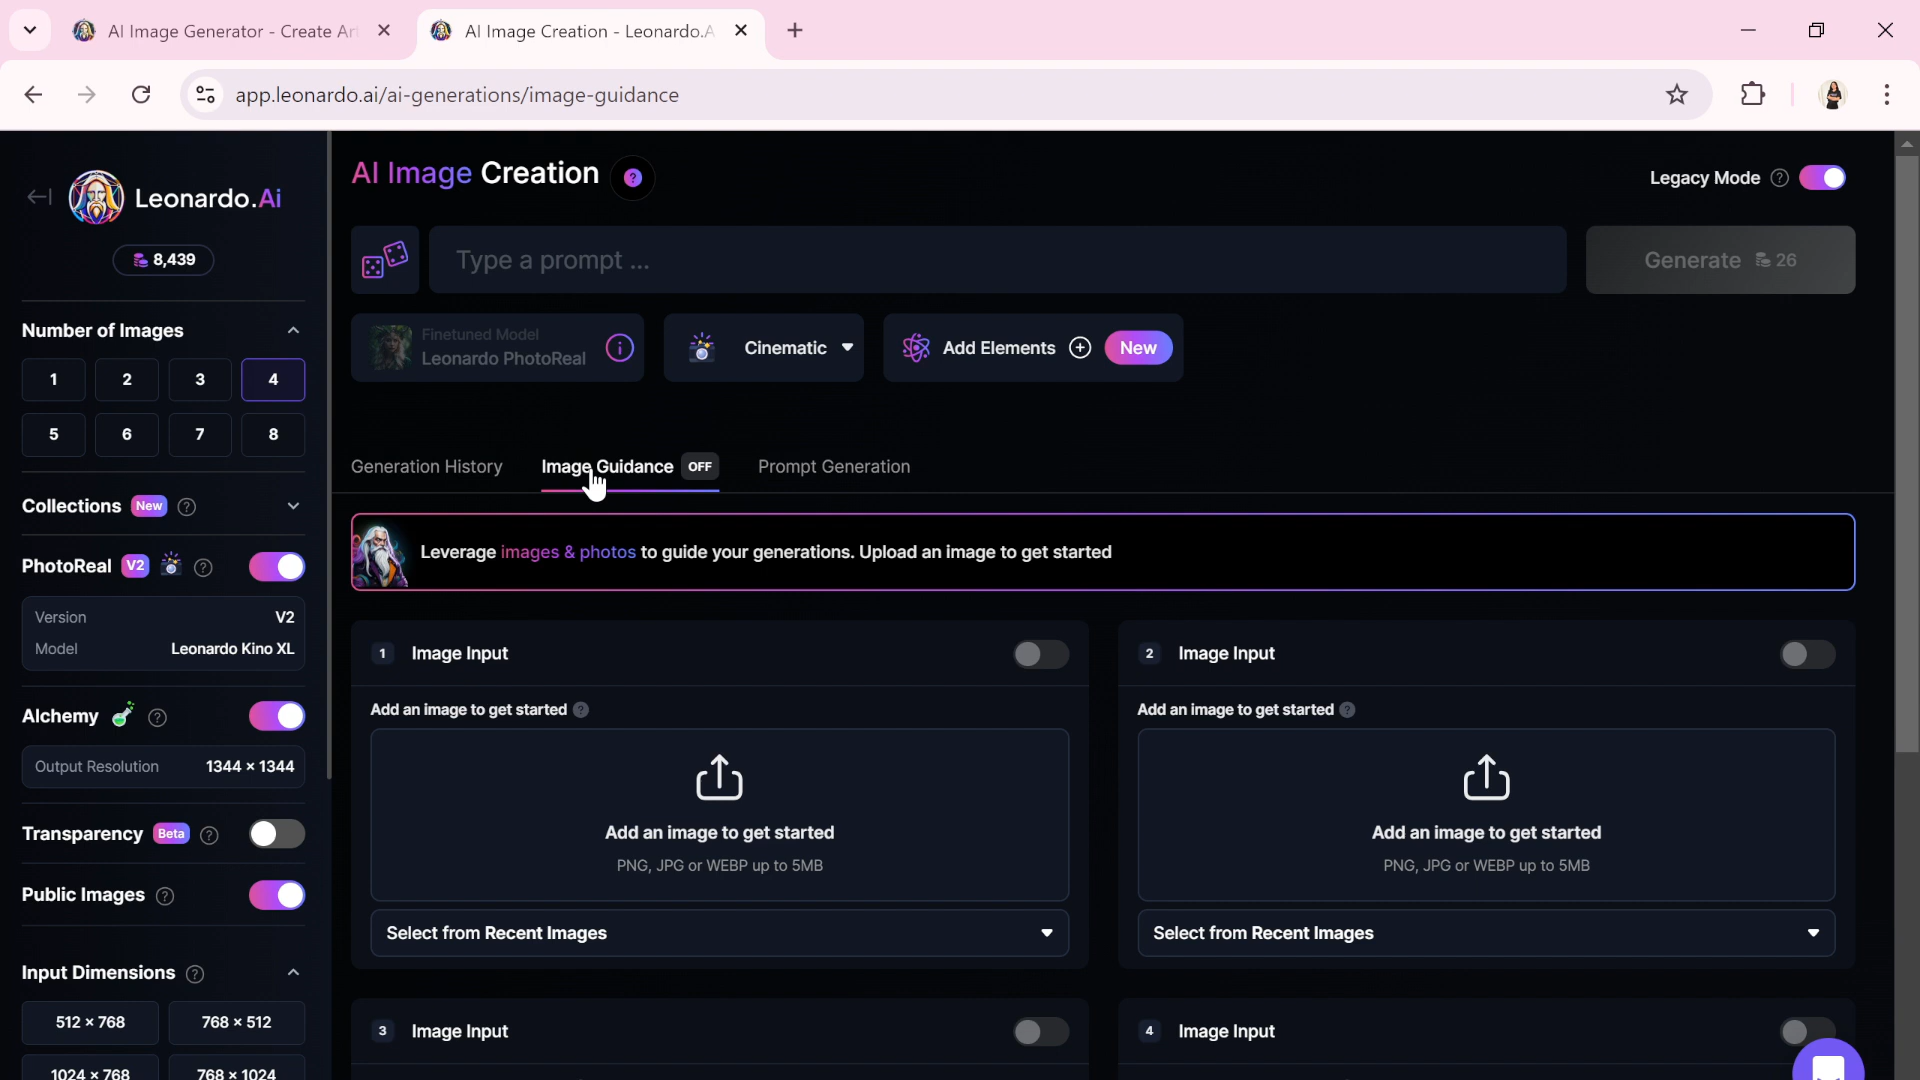 AI Image Generator - Create Ar
AI Image Creation - Leonardo.A
app.leonardo.ai/ai-generations/image-guidance
Leonardo.Ai
8,439
Number of Images
1 2 3 4
5 6 7 8
Collections New ?
PhotoReal V2 ?
Version V2
Model Leonardo Kino XL
Alchemy ?
Output Resolution 1344 × 1344
Transparency Beta ?
Public Images ?
Input Dimensions ?
512 × 768 768 × 512
1024 × 768 768 × 1024
AI Image Creation ?
Legacy Mode ?
Type a prompt ...
Generate 26
Finetuned Model
Leonardo PhotoReal
Cinematic
Add Elements New
Generation History Image Guidance OFF Prompt Generation
Leverage images & photos to guide your generations. Upload an image to get started
1 Image Input
Add an image to get started ?
Add an image to get started
PNG, JPG or WEBP up to 5MB
Select from Recent Images
2 Image Input
Add an image to get started ?
Add an image to get started
PNG, JPG or WEBP up to 5MB
Select from Recent Images
3 Image Input
4 Image Input